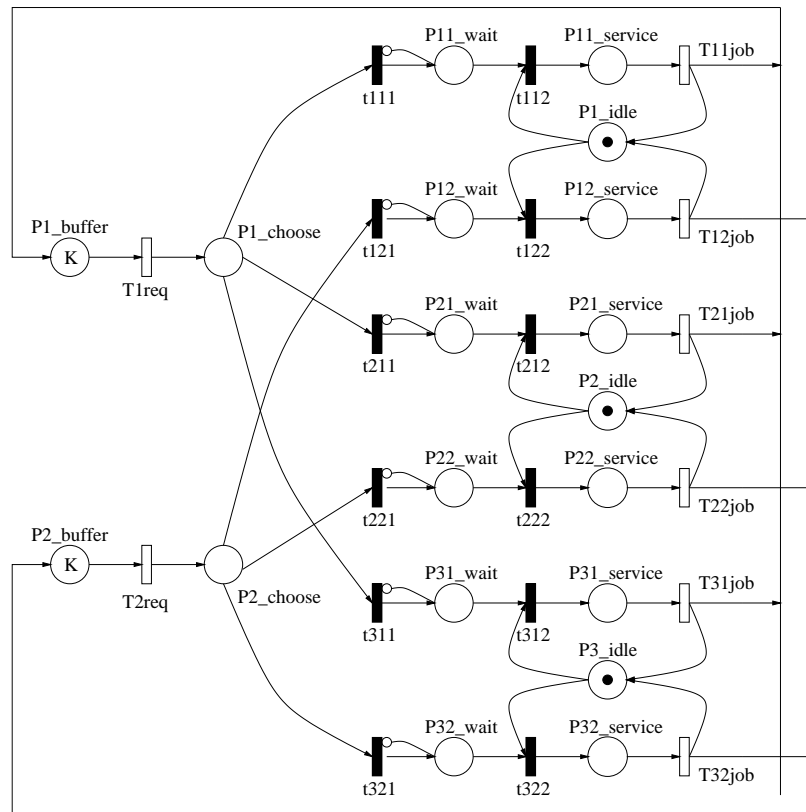 P11_wait
P11_service
T11job
t111
t112
P1_idle
P12_wait
P12_service
P1_buffer
P1_choose
K
t121
t122
T12job
T1req
P21_wait
P21_service
T21job
t211
t212
P2_idle
P22_wait
P22_service
t221
t222
T22job
P2_buffer
K
P31_wait
P31_service
T31job
T2req
P2_choose
t311
t312
P3_idle
P32_wait
P32_service
t321
t322
T32job